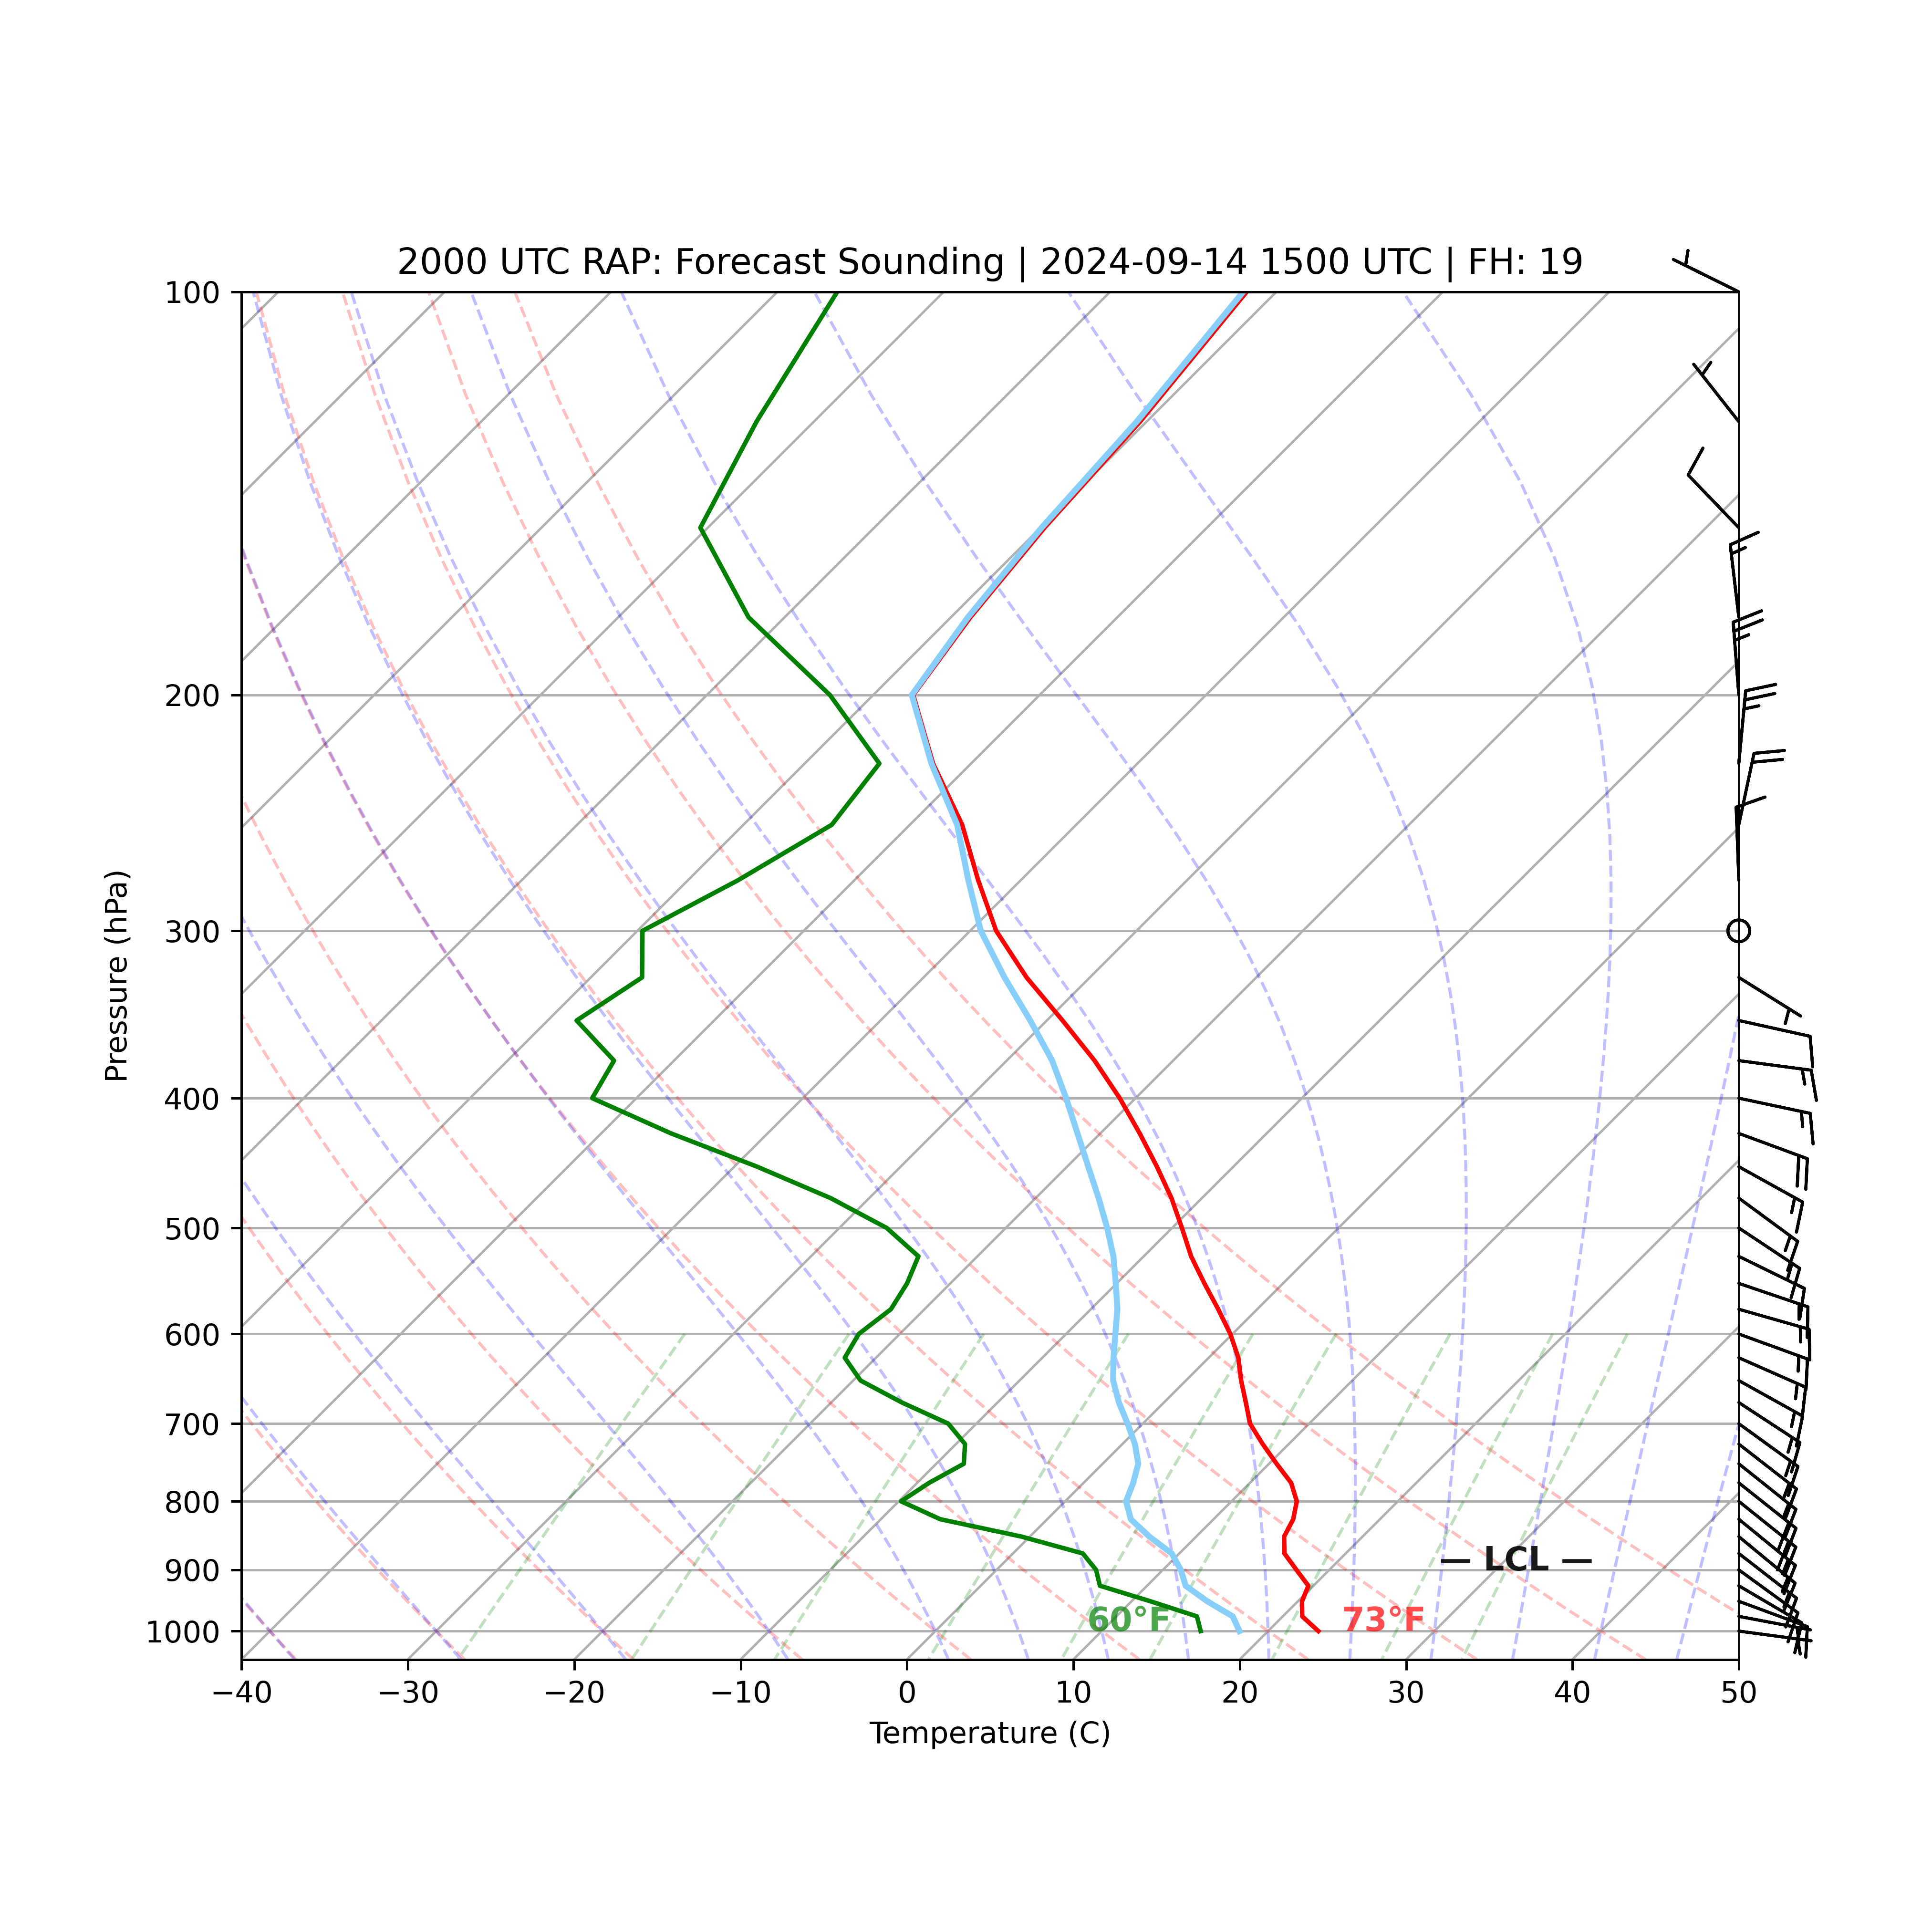 2000 UTC RAP: Forecast Sounding | 2024-09-14 1500 UTC | FH: 19
100
200
300
400
500
600
700
800
900
1000
Pressure (hPa)
— LCL —
60°F
73°F
−40 −30 −20 −10 0 10 20 30 40 50
Temperature (C)